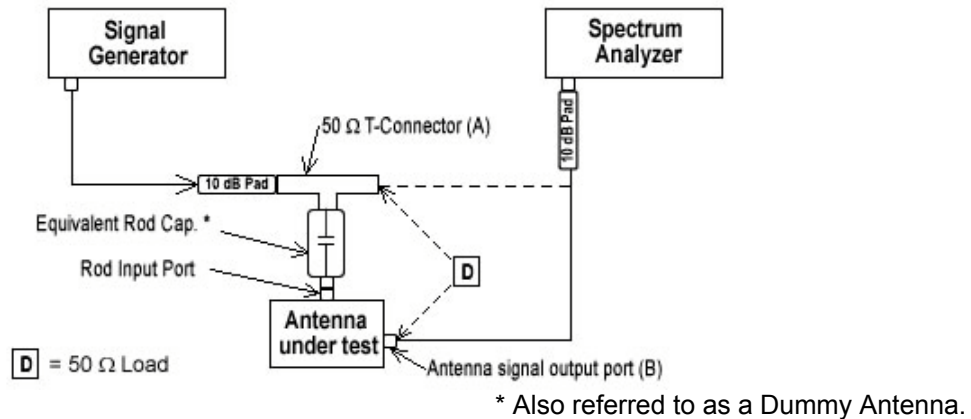 Signal
Generator
Spectrum
Analyzer
10 dB Pad
50 Ω T-Connector (A)
10 dB Pad
Equivalent Rod Cap. *
Rod Input Port
D
Antenna
under test
D = 50 Ω Load
Antenna signal output port (B)
* Also referred to as a Dummy Antenna.